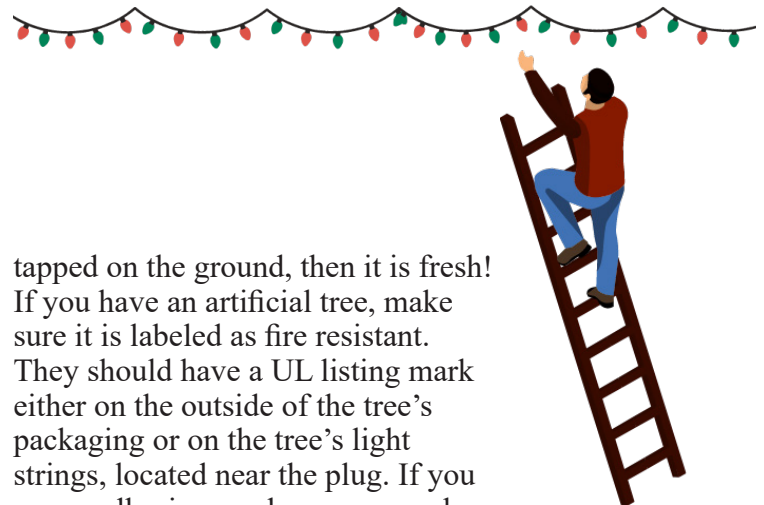 tapped on the ground, then it is fresh!
If you have an artificial tree, make
sure it is labeled as fire resistant.
They should have a UL listing mark
either on the outside of the tree’s
packaging or on the tree’s light
strings, located near the plug. If you